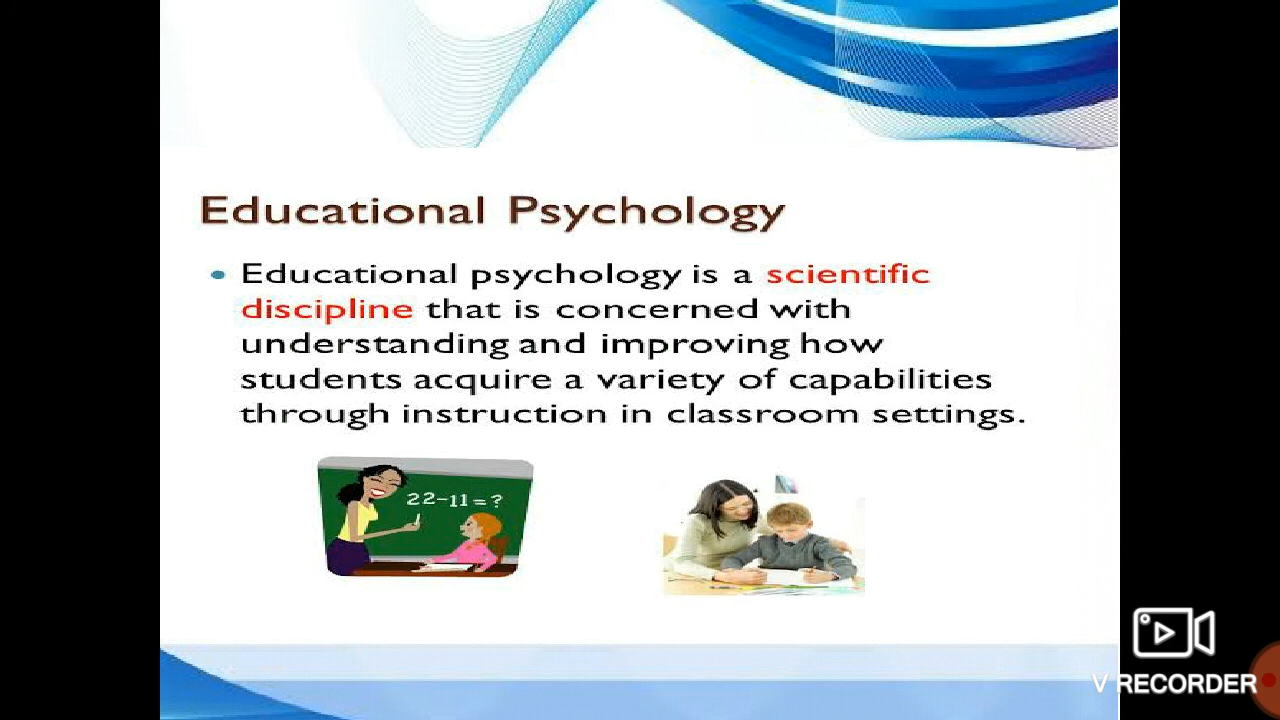 Educational Psychology
Educational psychology is a scientific
discipline that is concerned with
understanding and improving how
students acquire a variety of capabilities
through instruction in classroom settings.
22-11=?
V RECORDER